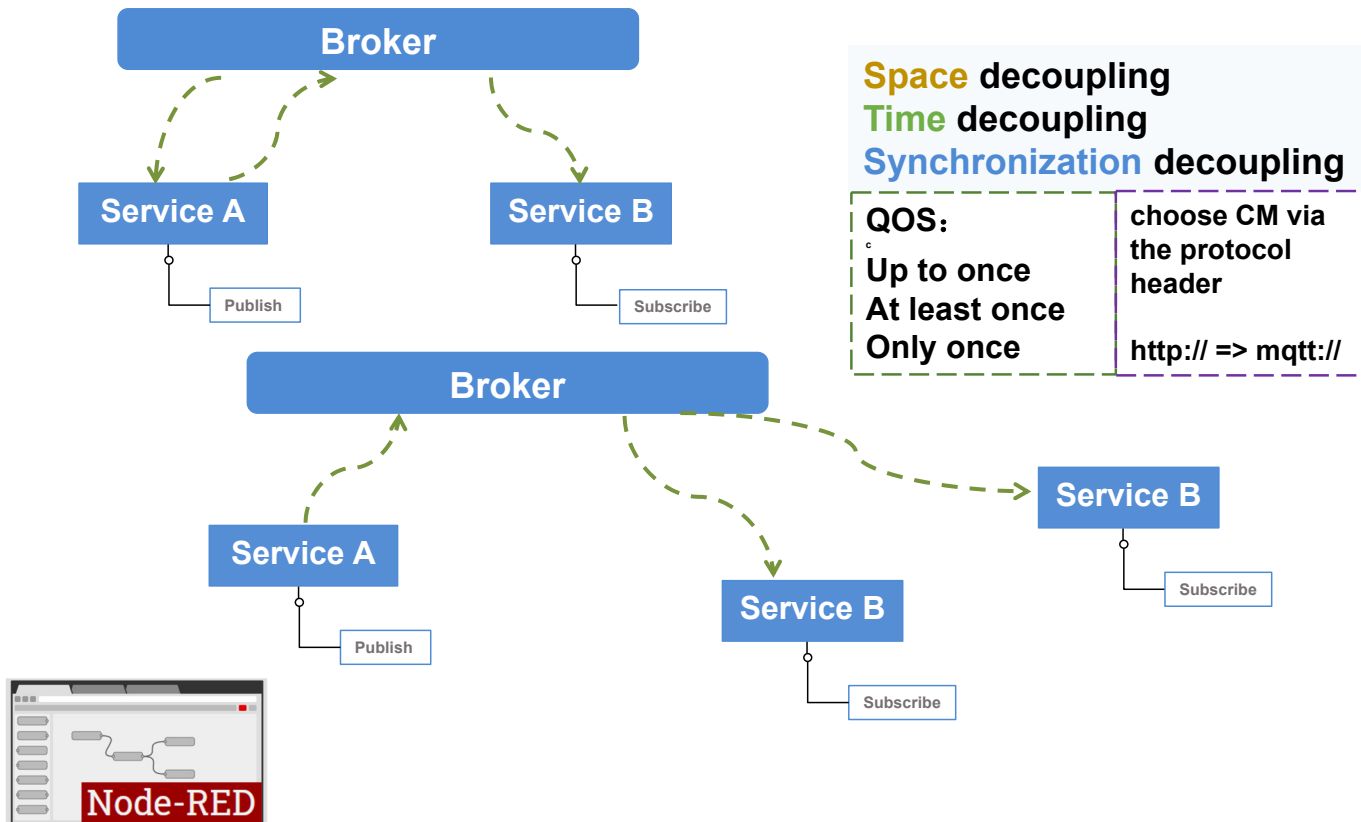 Broker
Service A
Service B
Publish
Subscribe
Space decoupling
Time decoupling
Synchronization decoupling
QOS：
c
Up to once
At least once
Only once
choose CM via
the protocol
header
http:// => mqtt://
Broker
Service A
Service B
Service B
Publish
Subscribe
Subscribe
Node-RED